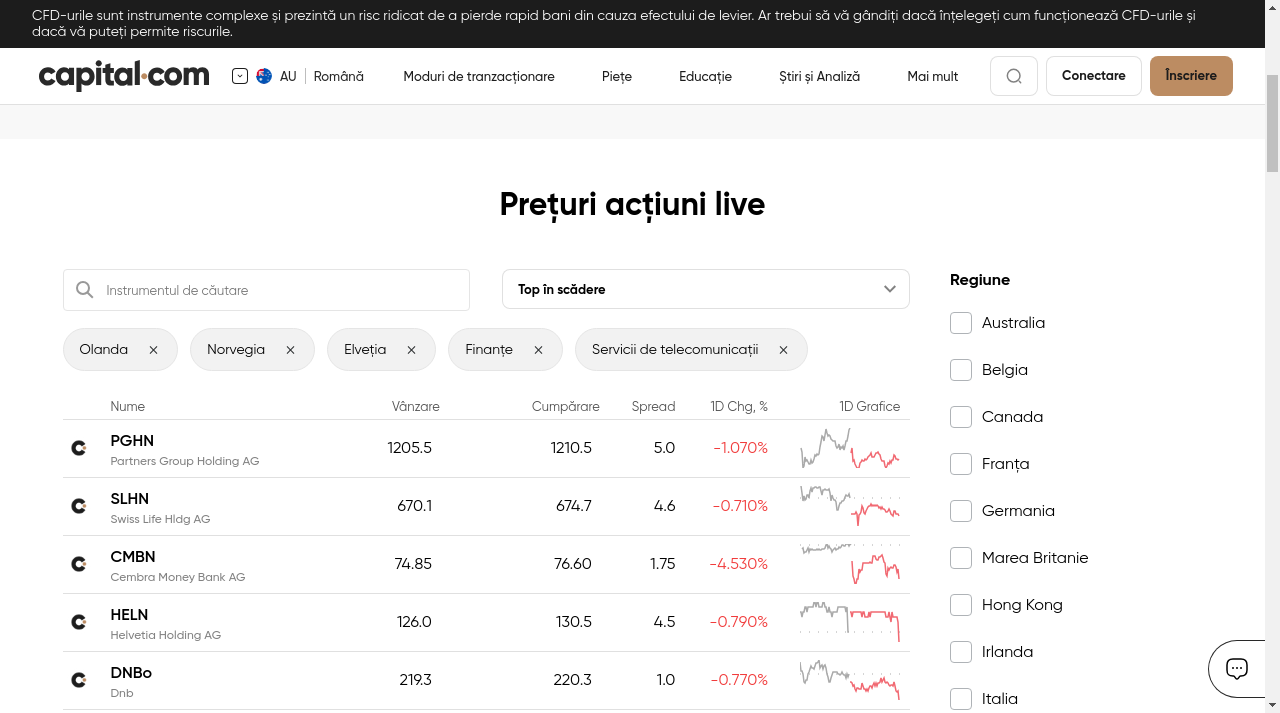 CFD-urile sunt instrumente complexe și prezintă un risc ridicat de a pierde rapid bani din cauza efectului de levier. Ar trebui să vă gândiți dacă înțelegeți cum funcționează CFD-urile și
dacă vă puteți permite riscurile.
capital.com AU Română Moduri de tranzacționare Piețe Educație Știri și Analiză Mai mult Conectare Înscriere
Prețuri acțiuni live
Instrumentul de căutare
Top în scădere
Olanda Norvegia Elveția Finanțe Servicii de telecomunicații
Nume Vânzare Cumpărare Spread 1D Chg, % 1D Grafice
PGHN 1205.5 1210.5 5.0 -1.070%
Partners Group Holding AG
SLHN 670.1 674.7 4.6 -0.710%
Swiss Life Hldg AG
CMBN 74.85 76.60 1.75 -4.530%
Cembra Money Bank AG
HELN 126.0 130.5 4.5 -0.790%
Helvetia Holding AG
DNBo 219.3 220.3 1.0 -0.770%
Dnb
Regiune
Australia
Belgia
Canada
Franța
Germania
Marea Britanie
Hong Kong
Irlanda
Italia